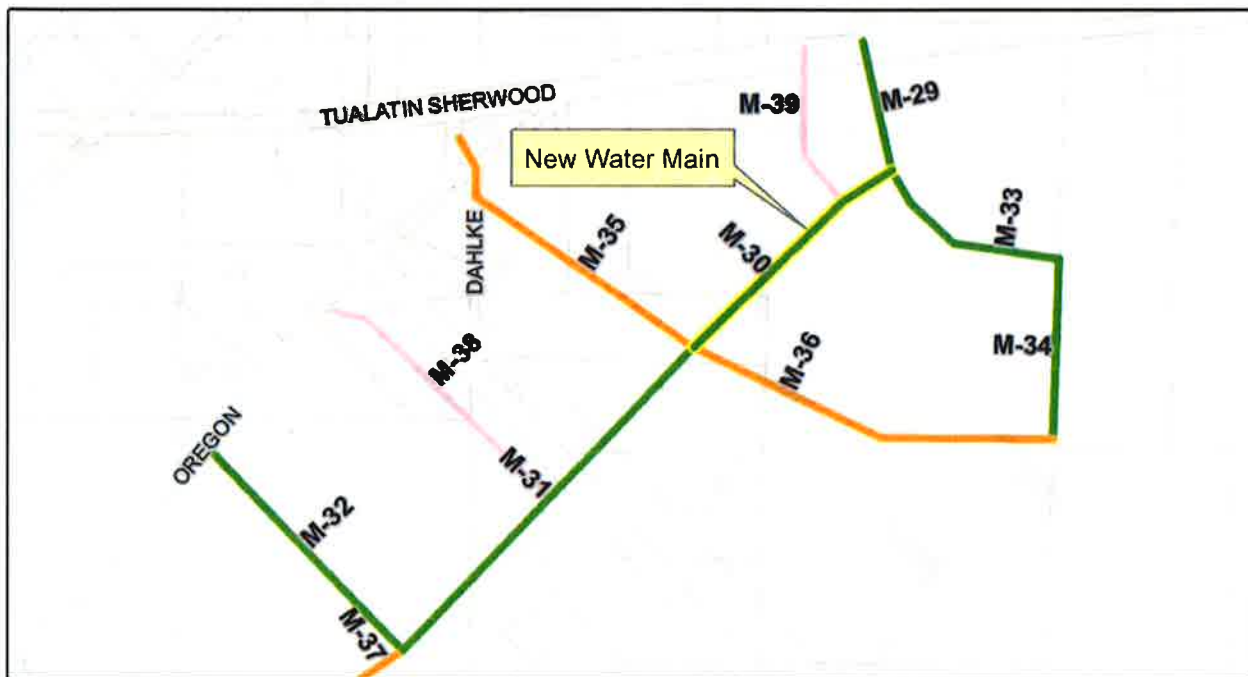 TUALATIN SHERWOOD
M-39
M-29
New Water Main
M-33
DAHLKE
M-35
M-30
M-34
M-36
M-38
OREGON
M-31
M-32
M-37